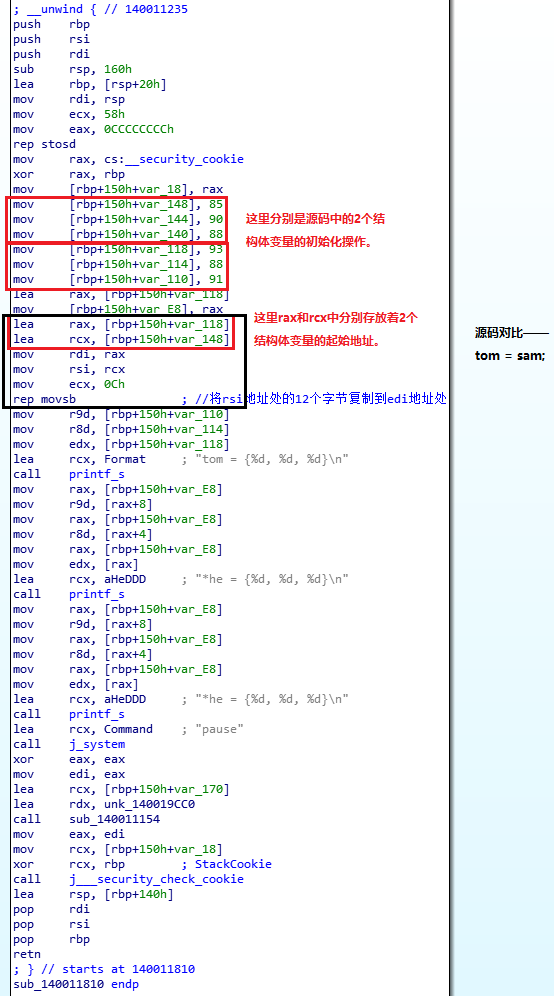 ; __unwind { // 140011235
push rbp
push rsi
push rdi
sub rsp, 160h
lea rbp, [rsp+20h]
mov rdi, rsp
mov ecx, 58h
mov eax, 0CCCCCCCCh
rep stosd
mov rax, cs:__security_cookie
xor rax, rbp
mov [rbp+150h+var_18], rax
mov [rbp+150h+var_148], 85
mov [rbp+150h+var_144], 90
mov [rbp+150h+var_140], 88
这里分别是源码中的2个结
构体变量的初始化操作。
mov [rbp+150h+var_118], 93
mov [rbp+150h+var_114], 88
mov [rbp+150h+var_110], 91
lea rax, [rbp+150h+var_118]
mov [rbp+150h+var_E8], rax
lea rax, [rbp+150h+var_118]
lea rcx, [rbp+150h+var_148]
这里rax和rcx中分别存放着2个
结构体变量的起始地址。
源码对比——
tom = sam;
mov rdi, rax
mov rsi, rcx
mov ecx, 0Ch
rep movsb ; //将rsi地址处的12个字节复制到edi地址处
mov r9d, [rbp+150h+var_110]
mov r8d, [rbp+150h+var_114]
mov edx, [rbp+150h+var_118]
lea rcx, Format ; "tom = {%d, %d, %d}\n"
call printf_s
mov rax, [rbp+150h+var_E8]
mov r9d, [rax+8]
mov rax, [rbp+150h+var_E8]
mov r8d, [rax+4]
mov rax, [rbp+150h+var_E8]
mov edx, [rax]
lea rcx, aHeDDD ; "*he = {%d, %d, %d}\n"
call printf_s
mov rax, [rbp+150h+var_E8]
mov r9d, [rax+8]
mov rax, [rbp+150h+var_E8]
mov r8d, [rax+4]
mov rax, [rbp+150h+var_E8]
mov edx, [rax]
lea rcx, aHeDDD ; "*he = {%d, %d, %d}\n"
call printf_s
lea rcx, Command ; "pause"
call j_system
xor eax, eax
mov edi, eax
lea rcx, [rbp+150h+var_170]
lea rdx, unk_140019CC0
call sub_140011154
mov eax, edi
mov rcx, [rbp+150h+var_18]
xor rcx, rbp ; StackCookie
call j___security_check_cookie
lea rsp, [rbp+140h]
pop rdi
pop rsi
pop rbp
retn
; } // starts at 140011810
sub_140011810 endp